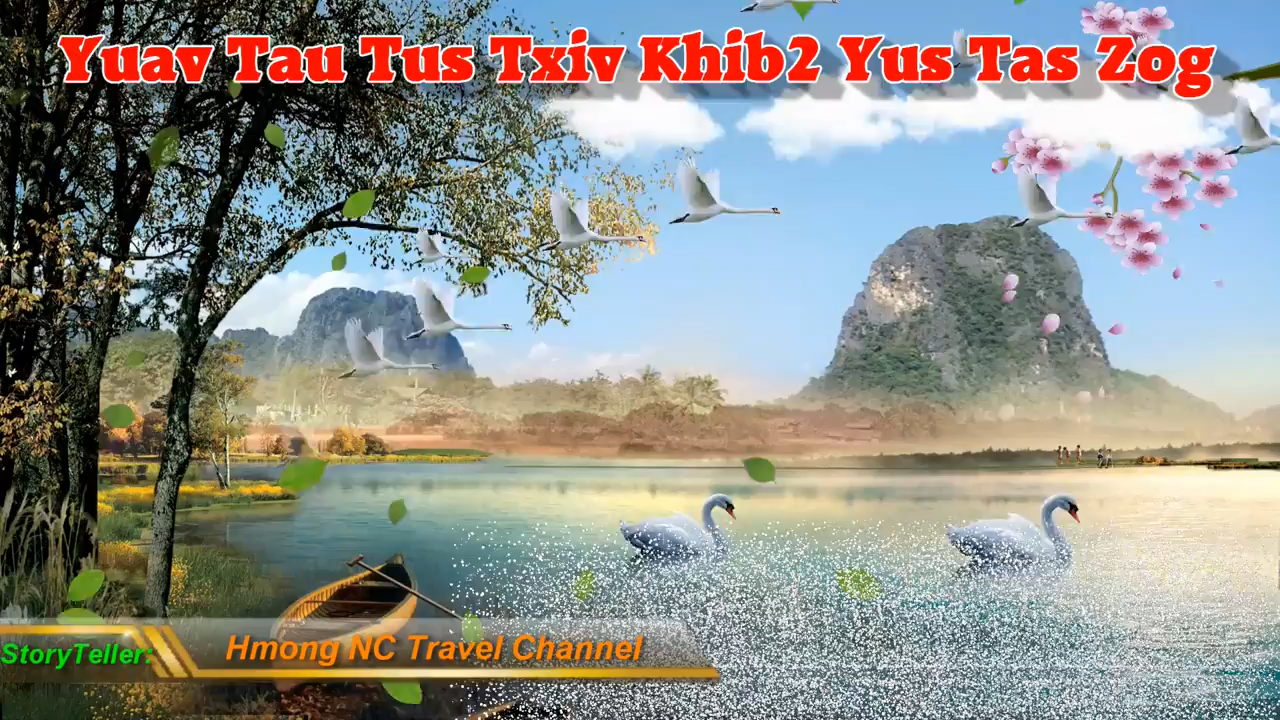 Yuav Tau Tus Txiv Khib2 Yus Tas Zog
StoryTeller: Hmong NC Travel Channel